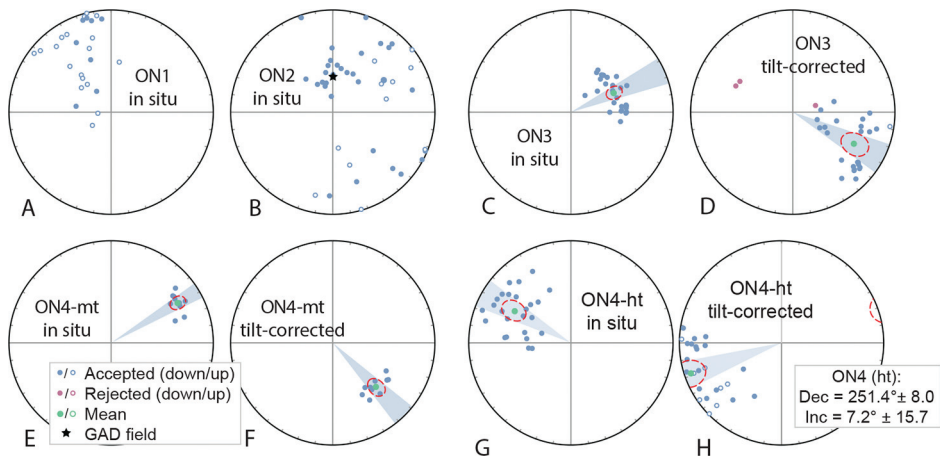 ON1
in situ
A
ON2
in situ
B
ON3
in situ
C
ON3
tilt-corrected
D
ON4-mt
in situ
E
/ Accepted (down/up)
/ Rejected (down/up)
/ Mean
GAD field
ON4-mt
tilt-corrected
F
ON4-ht
in situ
G
ON4-ht
tilt-corrected
H
ON4 (ht):
Dec = 251.4°± 8.0
Inc = 7.2° ± 15.7